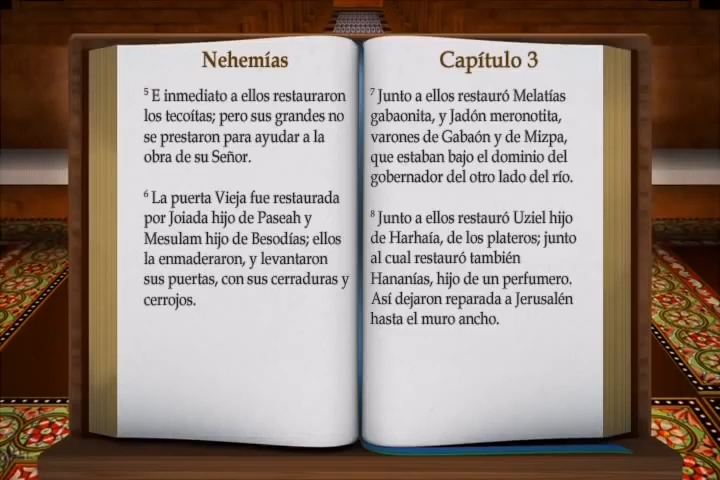 Nehemías
⁵ E inmediato a ellos restauraron
los tecoítas; pero sus grandes no
se prestaron para ayudar a la
obra de su Señor.
⁶ La puerta Vieja fue restaurada
por Joiada hijo de Paseah y
Mesulam hijo de Besodías; ellos
la enmaderaron, y levantaron
sus puertas, con sus cerraduras y
cerrojos.
Capítulo 3
⁷ Junto a ellos restauró Melatías
gabaonita, y Jadón meronotita,
varones de Gabaón y de Mizpa,
que estaban bajo el dominio del
gobernador del otro lado del río.
⁸ Junto a ellos restauró Uziel hijo
de Harhaía, de los plateros; junto
al cual restauró también
Hananías, hijo de un perfumero.
Así dejaron reparada a Jerusalén
hasta el muro ancho.